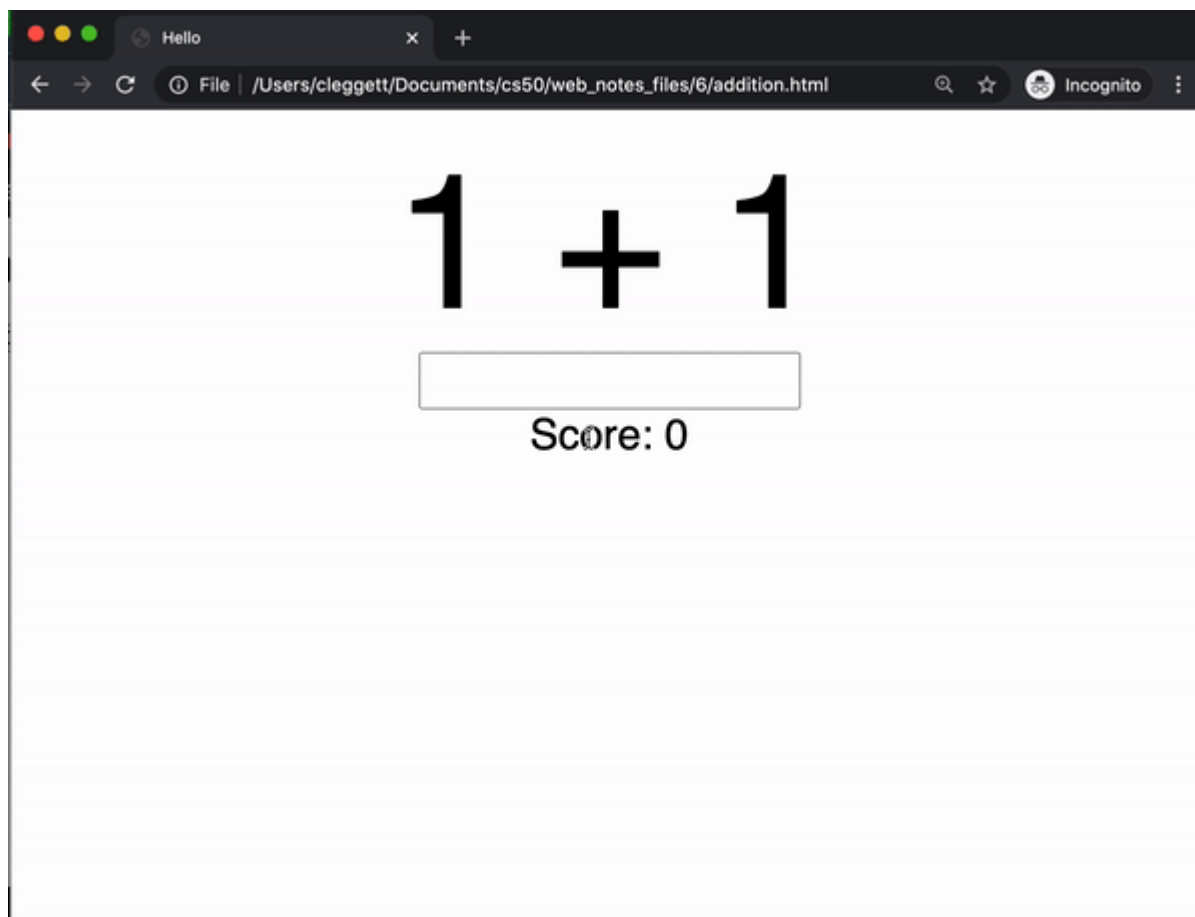 Hello
File /Users/cleggett/Documents/cs50/web_notes_files/6/addition.html Incognito
1 + 1
Score: 0